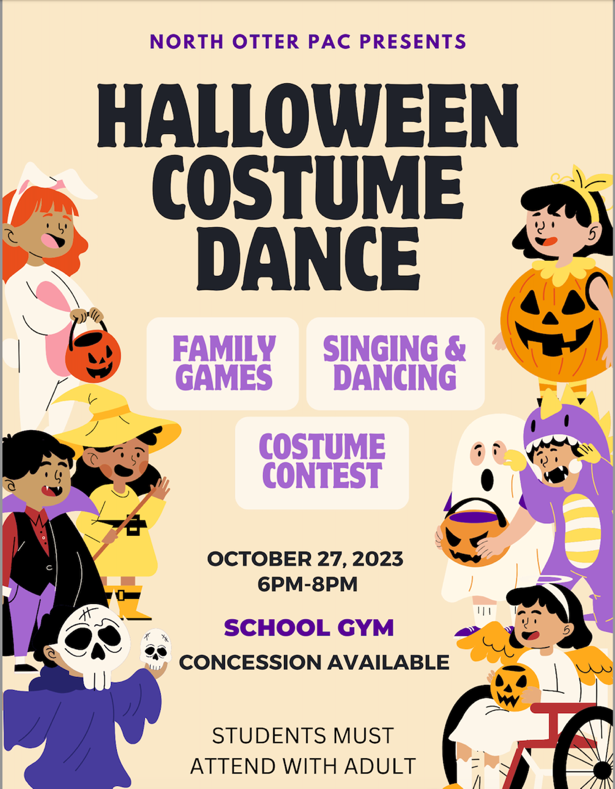 NORTH OTTER PAC PRESENTS
HALLOWEEN
COSTUME
DANCE
FAMILY
GAMES
SINGING &
DANCING
COSTUME
CONTEST
OCTOBER 27, 2023
6PM-8PM
SCHOOL GYM
CONCESSION AVAILABLE
STUDENTS MUST
ATTEND WITH ADULT